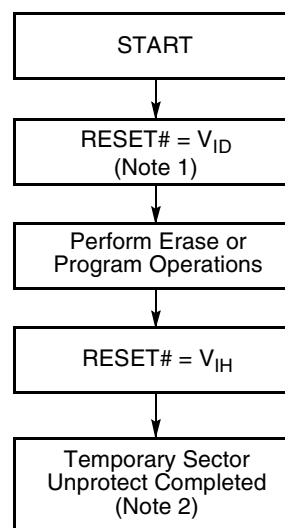 START
RESET# = VID
(Note 1)
Perform Erase or
Program Operations
RESET# = VIH
Temporary Sector
Unprotect Completed
(Note 2)